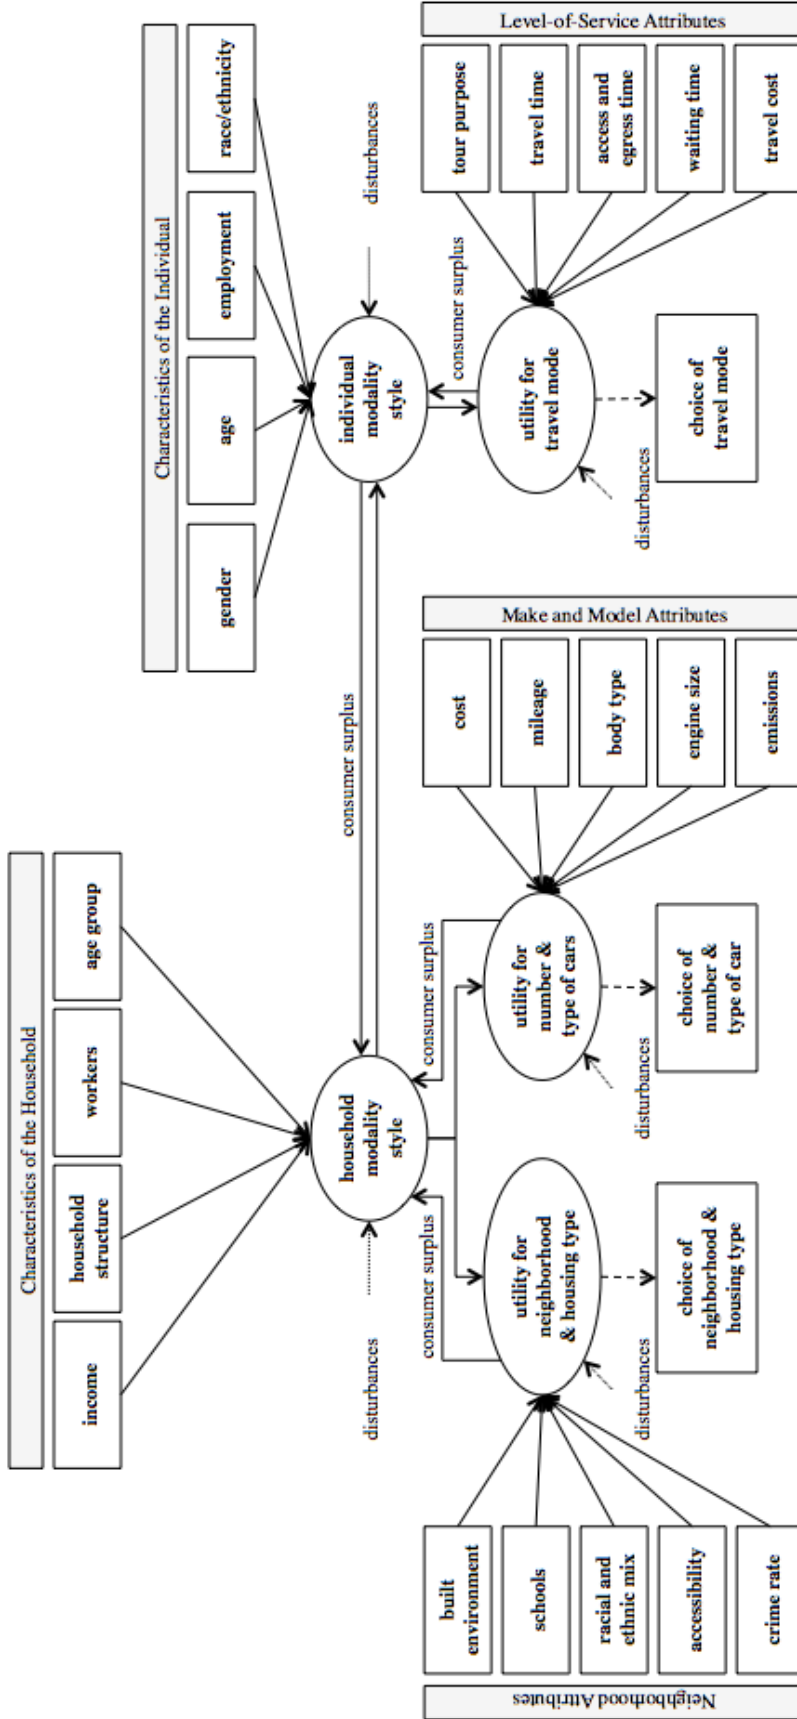 Characteristics of the Household
income
household
structure
workers
age group
Characteristics of the Individual
gender
age
employment
race/ethnicity
disturbances
household
modality
style
consumer surplus
individual
modality
style
disturbances
consumer surplus
consumer surplus
consumer surplus
Neighborhood Attributes
built
environment
schools
racial and
ethnic mix
accessibility
crime rate
utility for
neighborhood
& housing type
disturbances
choice of
neighborhood &
housing type
utility for
number &
type of cars
disturbances
choice of
number &
type of car
cost
mileage
body type
engine size
emissions
Make and Model Attributes
utility for
travel mode
disturbances
choice of
travel mode
tour purpose
travel time
access and
egress time
waiting time
travel cost
Level-of-Service Attributes